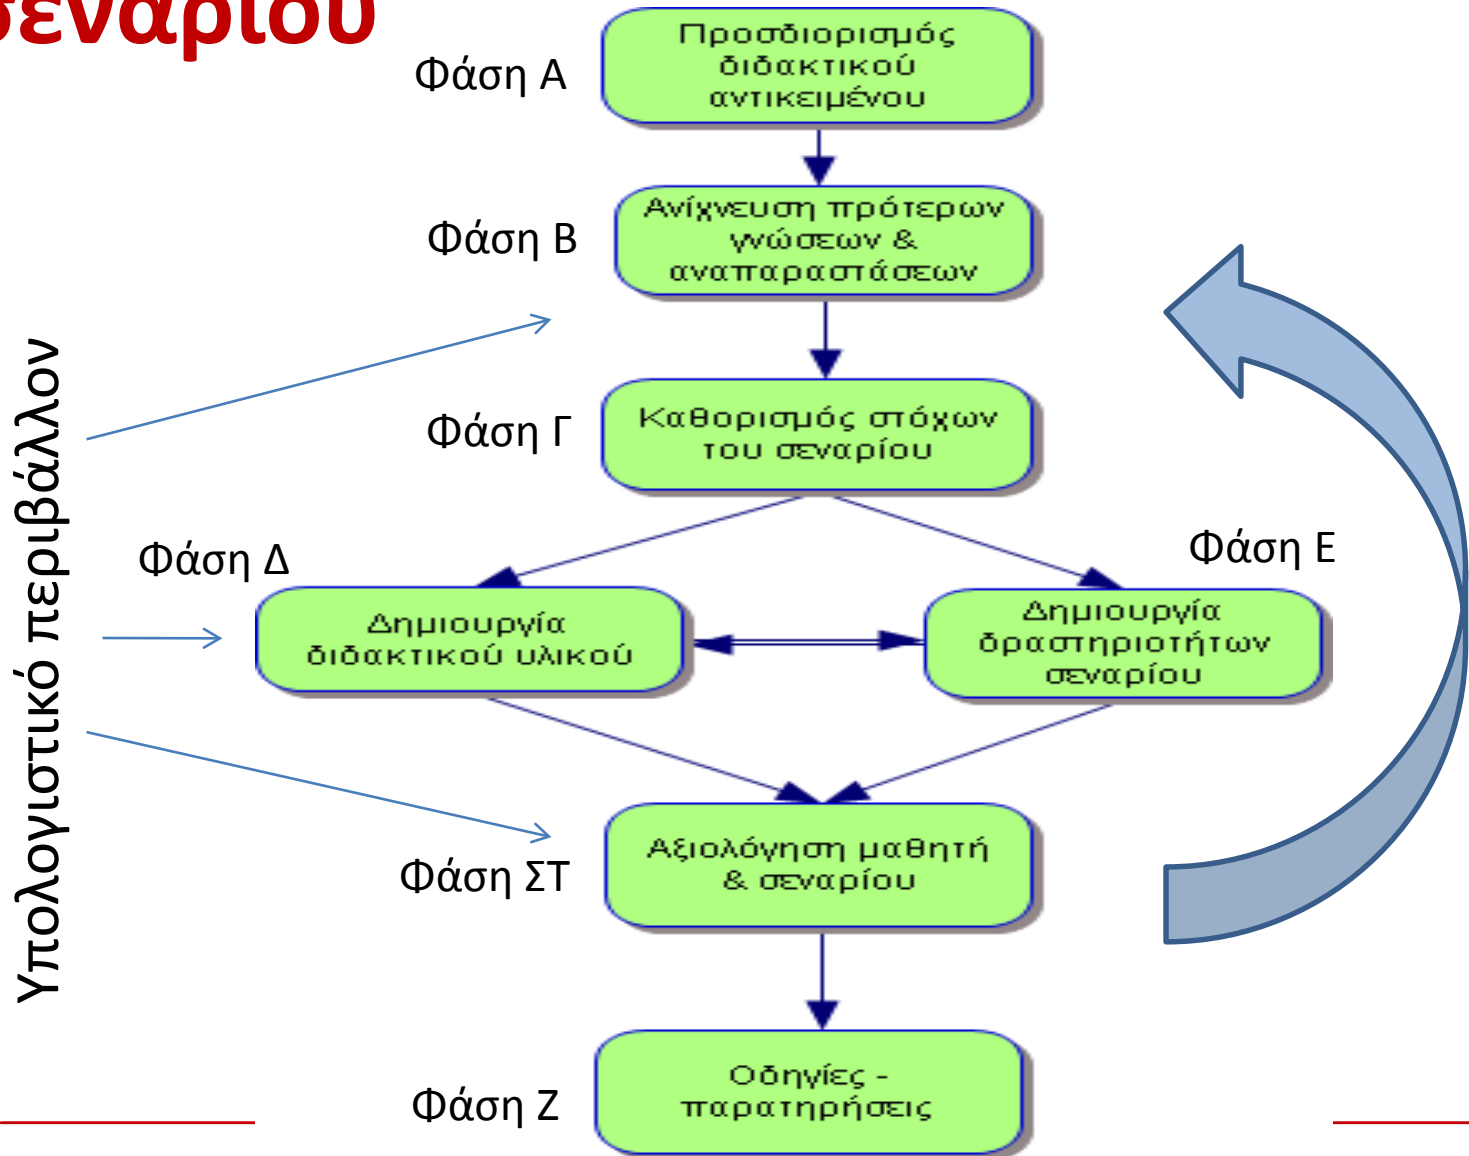 σεναρίου
Φάση Α
Προσδιορισμός
διδακτικού
αντικειμένου
Φάση Β
Ανίχνευση πρότερων
γνώσεων &
αναπαραστάσεων
Φάση Γ
Καθορισμός στόχων
του σεναρίου
Υπολογιστικό περιβάλλον
Φάση Δ
Δημιουργία
διδακτικού υλικού
Φάση Ε
Δημιουργία
δραστηριοτήτων
σεναρίου
Φάση ΣΤ
Αξιολόγηση μαθητή
& σεναρίου
Φάση Ζ
Οδηγίες -
παρατηρήσεις